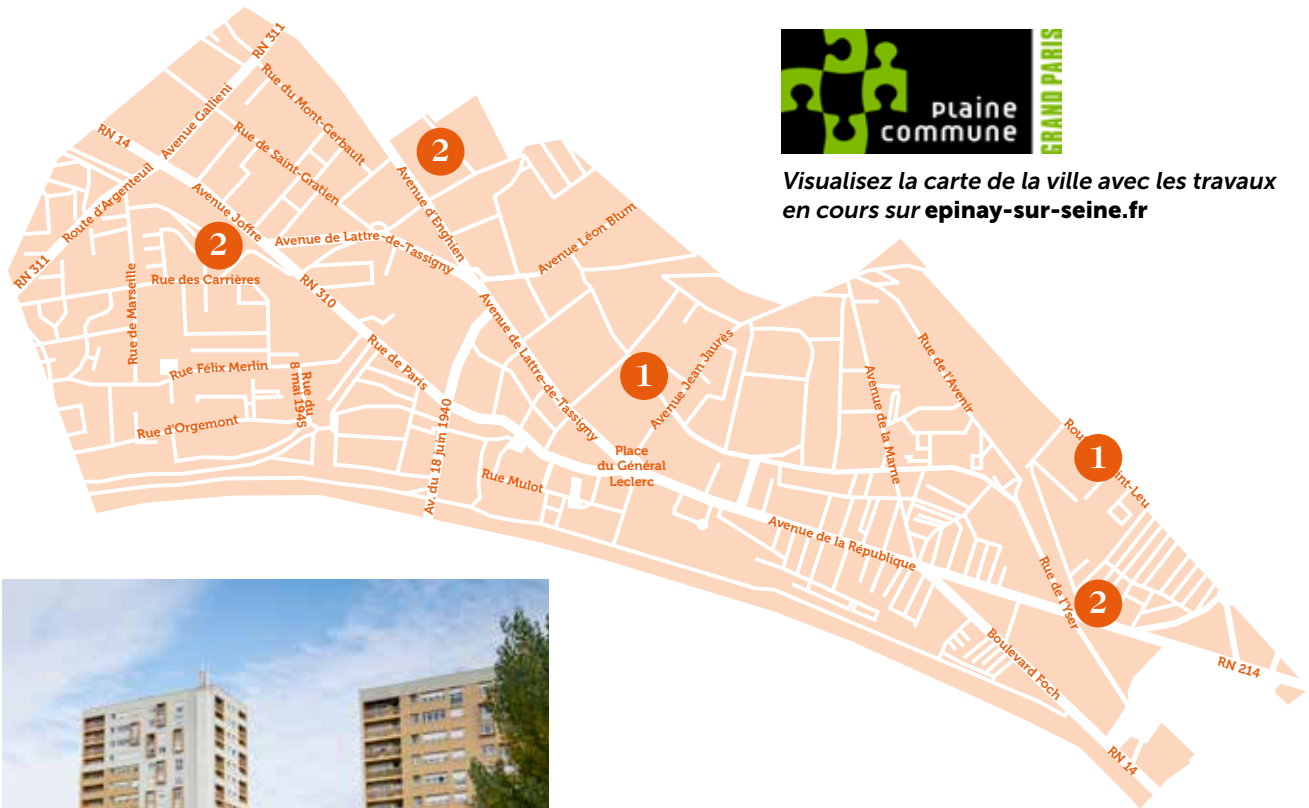 PLaine
commune
GRAND PARIS
Visualisez la carte de la ville avec les travaux
en cours sur epinay-sur-seine.fr
RN 311
Rue du Mont-Gerbault
Avenue Gallieni
RN 14
Rue de Saint-Gratien
2
Avenue d'Enghien
Route d'Argenteuil
Avenue Joffre
2
Avenue de Lattre-de-Tassigny
Avenue Léon Blum
RN 311
Rue des Carrières
RN 310
Rue de Marseille
Avenue de Lattre-de-Tassigny
Rue de Paris
Rue Félix Merlin
Rue du
8 mai 1945
1
Avenue Jean Jaurès
Rue de l'Avenir
Avenue de la Marne
Rue d'Orgemont
Av. du 18 juin 1940
Place
du Général
Leclerc
Rue Mulot
1
Avenue de la République
Rue de l'Yser
2
Boulevard Foch
RN 214
RN 14